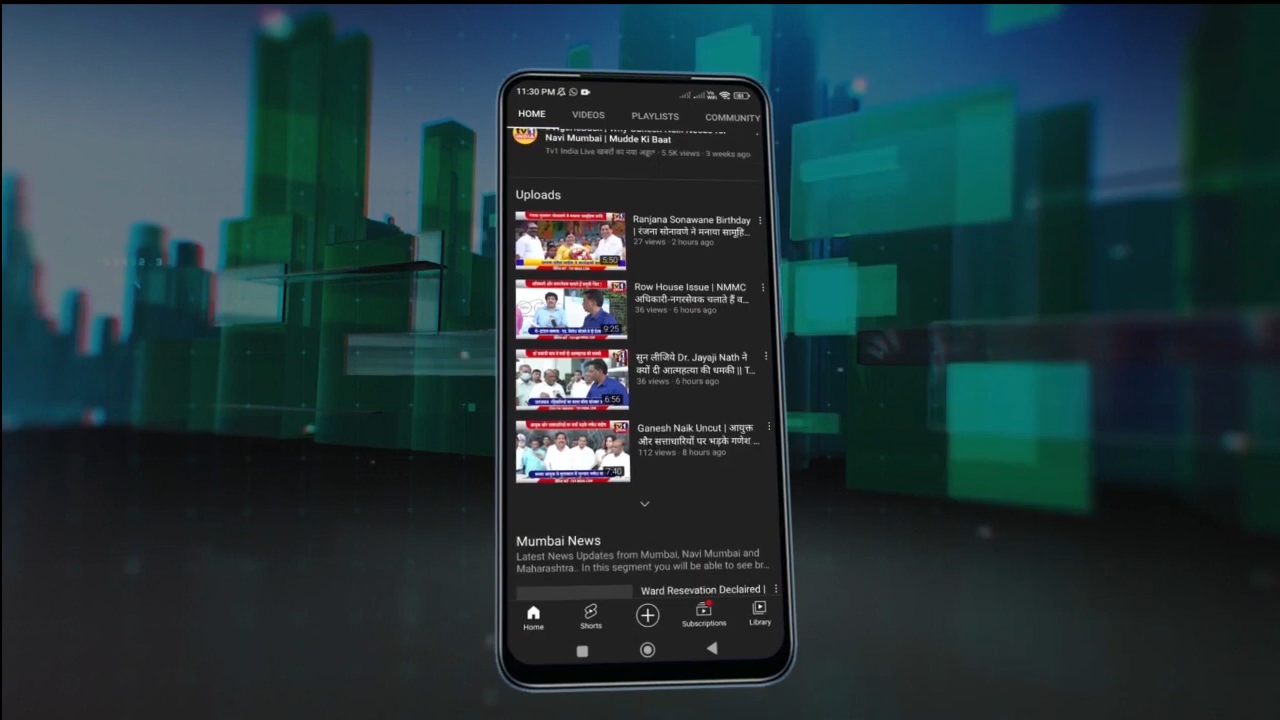 11:30 PM
HOME VIDEOS PLAYLISTS COMMUNITY
Navi Mumbai | Mudde Ki Baat
Tv1 India Live खबरों का नया अड्डा · 5.5K views · 3 weeks ago
Uploads
Ranjana Sonawane Birthday
| रंजना सोनावणे ने मनाया सामूहि...
27 views · 2 hours ago
5:50
Row House Issue | NMMC
अधिकारी-नगरसेवक चलाते हैं व...
36 views · 6 hours ago
9:25
सुन लीजिये Dr. Jayaji Nath ने
क्यों दी आत्महत्या की धमकी || T...
36 views · 6 hours ago
6:56
Ganesh Naik Uncut | आयुक्त
और सत्ताधारियों पर भड़के गणेश ...
112 views · 8 hours ago
7:40
Mumbai News
Latest News Updates from Mumbai, Navi Mumbai and
Maharashtra.. In this segment you will be able to see br...
Ward Resevation Declaired |
Home Shorts Subscriptions Library